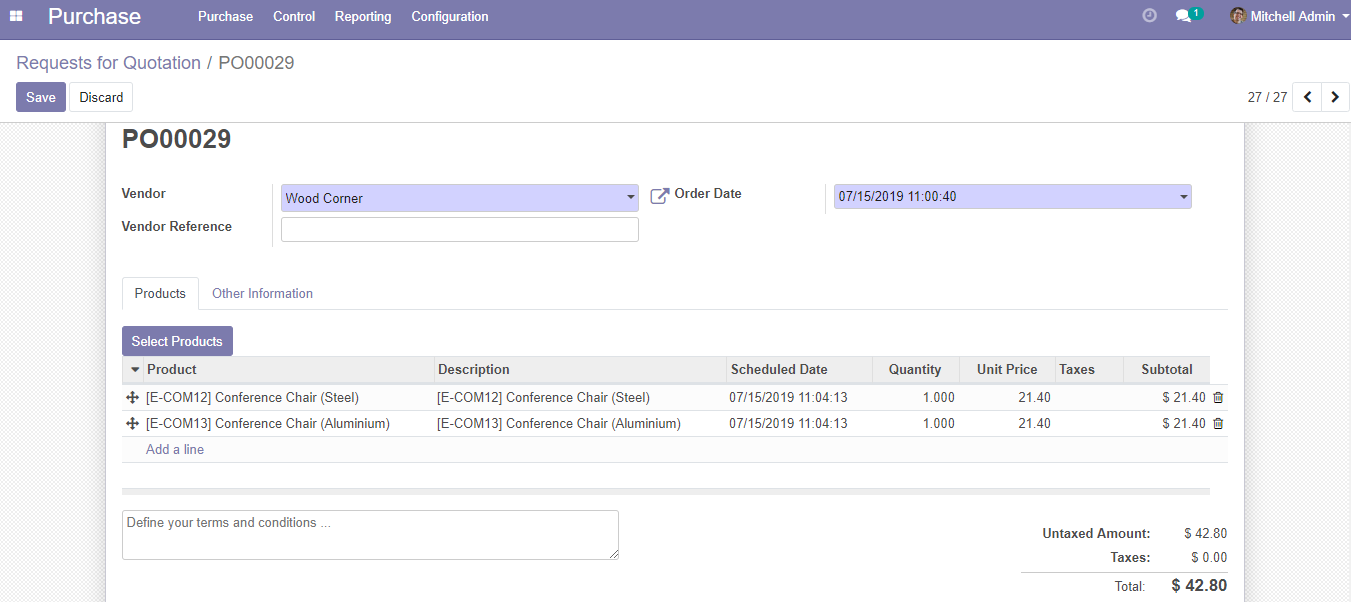 Purchase Purchase Control Reporting Configuration 1 Mitchell Admin
Requests for Quotation / PO00029
Save Discard 27 / 27
PO00029
Vendor Wood Corner Order Date 07/15/2019 11:00:40
Vendor Reference
Products Other Information
Select Products
Product Description Scheduled Date Quantity Unit Price Taxes Subtotal
[E-COM12] Conference Chair (Steel) [E-COM12] Conference Chair (Steel) 07/15/2019 11:04:13 1.000 21.40 $ 21.40
[E-COM13] Conference Chair (Aluminium) [E-COM13] Conference Chair (Aluminium) 07/15/2019 11:04:13 1.000 21.40 $ 21.40
Add a line
Define your terms and conditions ...
Untaxed Amount: $ 42.80
Taxes: $ 0.00
Total: $ 42.80